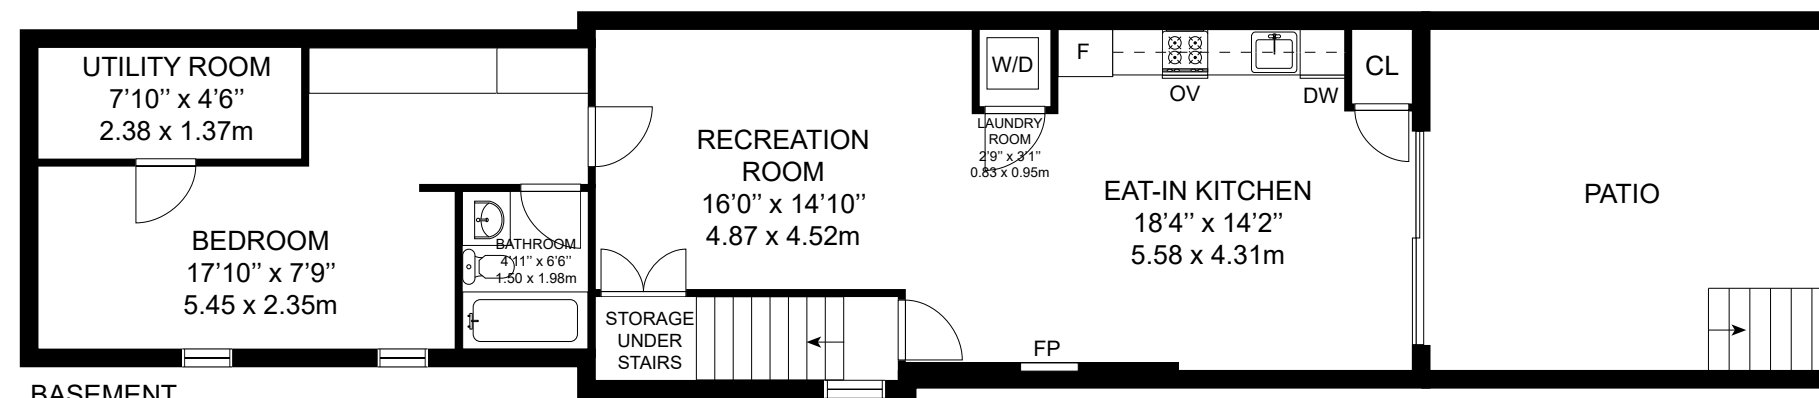 UTILITY ROOM
7'10'' x 4'6''
2.38 x 1.37m
BEDROOM
17'10'' x 7'9''
5.45 x 2.35m
BATHROOM
4'11'' x 6'6''
1.50 x 1.98m
RECREATION
ROOM
16'0'' x 14'10''
4.87 x 4.52m
STORAGE
UNDER
STAIRS
W/D
LAUNDRY
ROOM
2'9'' x 3'1''
0.83 x 0.95m
F
OV
DW
CL
EAT-IN KITCHEN
18'4'' x 14'2''
5.58 x 4.31m
FP
PATIO
BASEMENT